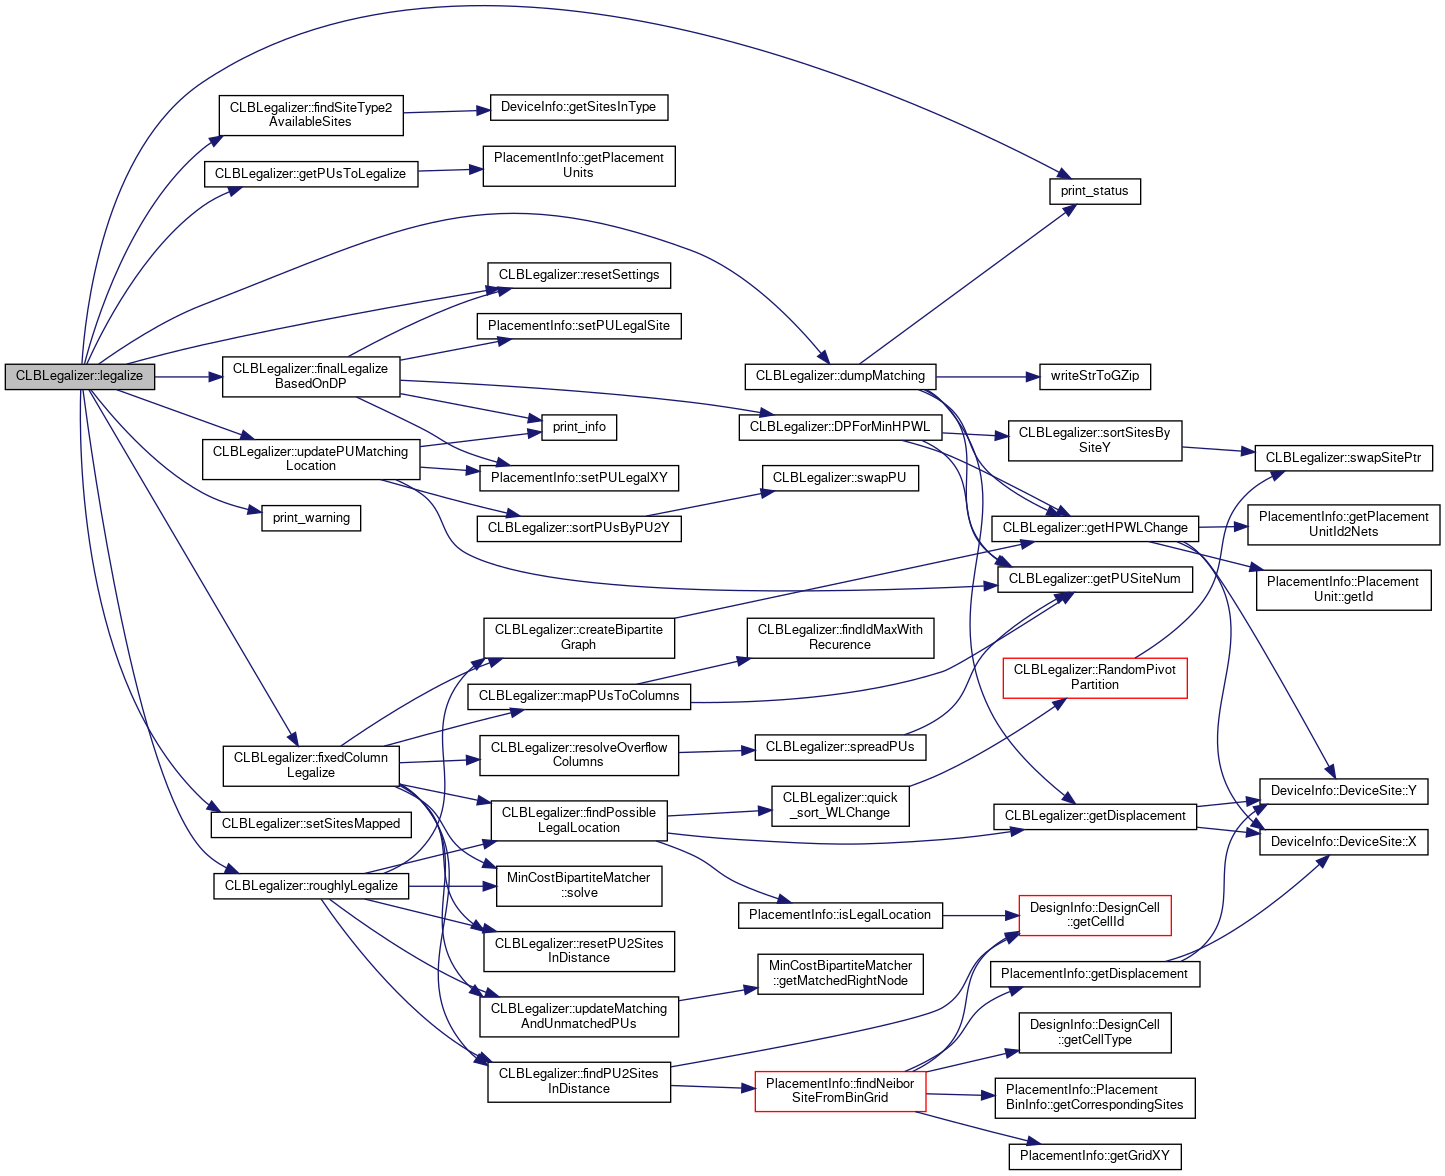 CLBLegalizer::legalize
CLBLegalizer::findSiteType2
AvailableSites
DeviceInfo::getSitesInType
CLBLegalizer::getPUsToLegalize
PlacementInfo::getPlacement
Units
print_status
CLBLegalizer::resetSettings
PlacementInfo::setPULegalSite
CLBLegalizer::finalLegalize
BasedOnDP
CLBLegalizer::dumpMatching
writeStrToGZip
print_info
CLBLegalizer::DPForMinHPWL
CLBLegalizer::sortSitesBy
SiteY
CLBLegalizer::swapSitePtr
CLBLegalizer::updatePUMatching
Location
PlacementInfo::setPULegalXY
CLBLegalizer::swapPU
print_warning
CLBLegalizer::sortPUsByPU2Y
CLBLegalizer::getHPWLChange
PlacementInfo::getPlacement
UnitId2Nets
CLBLegalizer::getPUSiteNum
PlacementInfo::Placement
Unit::getId
CLBLegalizer::createBipartite
Graph
CLBLegalizer::findIdMaxWith
Recurence
CLBLegalizer::mapPUsToColumns
CLBLegalizer::RandomPivot
Partition
CLBLegalizer::fixedColumn
Legalize
CLBLegalizer::resolveOverflow
Columns
CLBLegalizer::spreadPUs
CLBLegalizer::quick
_sort_WLChange
DeviceInfo::DeviceSite::Y
CLBLegalizer::setSitesMapped
CLBLegalizer::findPossible
LegalLocation
CLBLegalizer::getDisplacement
DeviceInfo::DeviceSite::X
CLBLegalizer::roughlyLegalize
MinCostBipartiteMatcher
::solve
PlacementInfo::isLegalLocation
DesignInfo::DesignCell
::getCellId
CLBLegalizer::resetPU2Sites
InDistance
MinCostBipartiteMatcher
::getMatchedRightNode
PlacementInfo::getDisplacement
CLBLegalizer::updateMatching
AndUnmatchedPUs
DesignInfo::DesignCell
::getCellType
CLBLegalizer::findPU2Sites
InDistance
PlacementInfo::findNeibor
SiteFromBinGrid
PlacementInfo::Placement
BinInfo::getCorrespondingSites
PlacementInfo::getGridXY